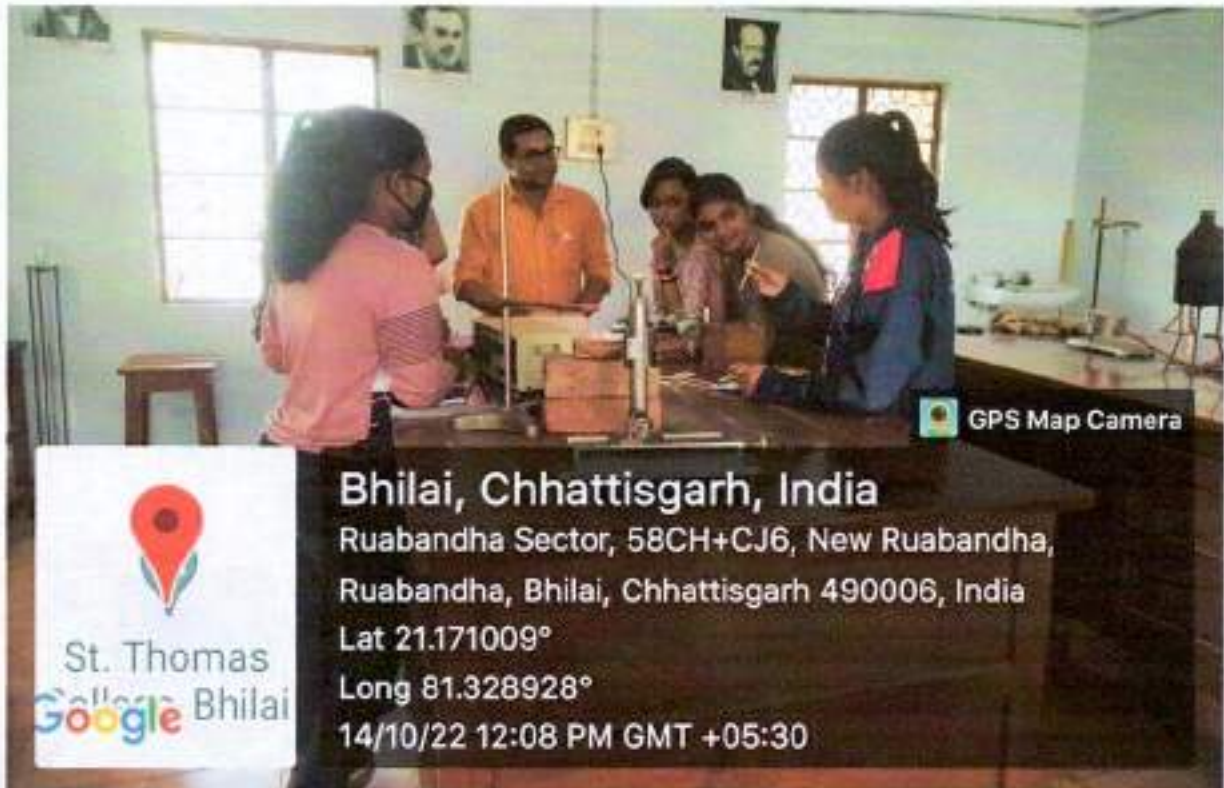 GPS Map Camera
Bhilai, Chhattisgarh, India
Ruabandha Sector, 58CH+CJ6, New Ruabandha,
Ruabandha, Bhilai, Chhattisgarh 490006, India
Lat 21.171009°
Long 81.328928°
14/10/22 12:08 PM GMT +05:30
St. Thomas
College, Bhilai
Google